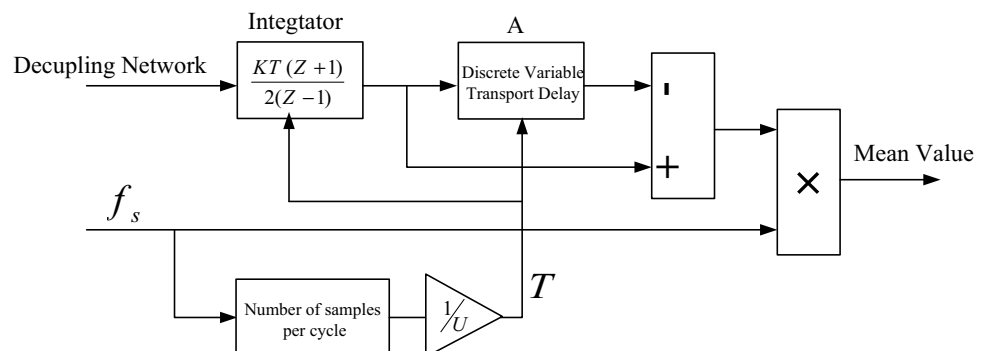 Integtator
A
Decupling Network
KT (Z +1)
2(Z −1)
Discrete Variable
Transport Delay
-
+
×
Mean Value
f s
T
Number of samples
per cycle
1/U